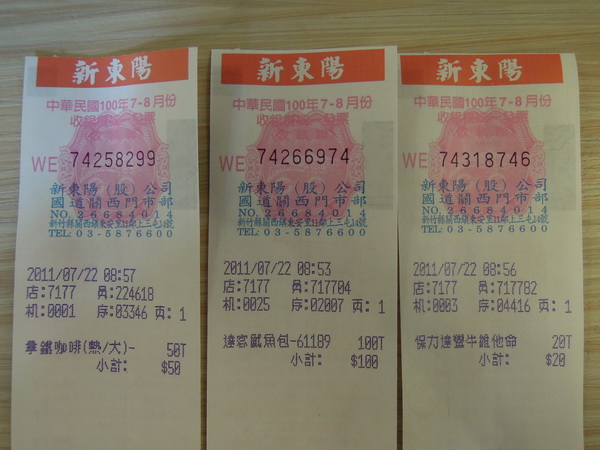 新東陽
中華民國100年7-8月份
WE 74258299
新東陽(股)公司
國道關西門市部
NO. 26684014
TEL: 03-5876600
2011/07/22 08:57
店:7177 員:224618
机:0001 序:03346 頁: 1
拿鐵咖啡(熱/大)- 50T
小計: $50
新東陽
中華民國100年7-8月份
WE 74266974
新東陽(股)公司
國道關西門市部
NO. 26684014
TEL: 03-5876600
2011/07/22 08:53
店:7177 員:717704
机:0025 序:02007 頁: 1
達客魷魚包-61189 100T
小計: $100
新東陽
中華民國100年7-8月份
WE 74318746
新東陽(股)公司
國道關西門市部
NO. 26684014
TEL: 03-5876600
2011/07/22 08:56
店:7177 員:717782
机:0003 序:04416 頁: 1
保力達蠻牛維他命 20T
小計: $20